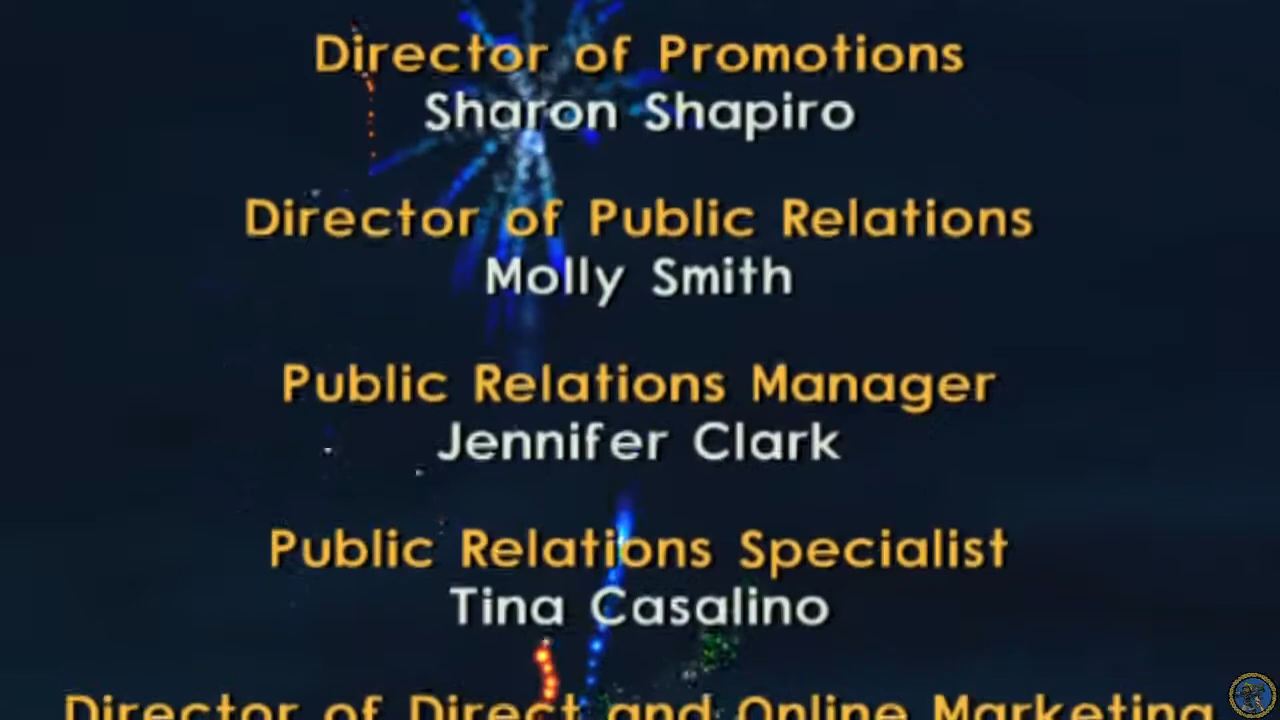 Director of Promotions
Sharon Shapiro
Director of Public Relations
Molly Smith
Public Relations Manager
Jennifer Clark
Public Relations Specialist
Tina Casalino
Director of Direct and Online Marketing